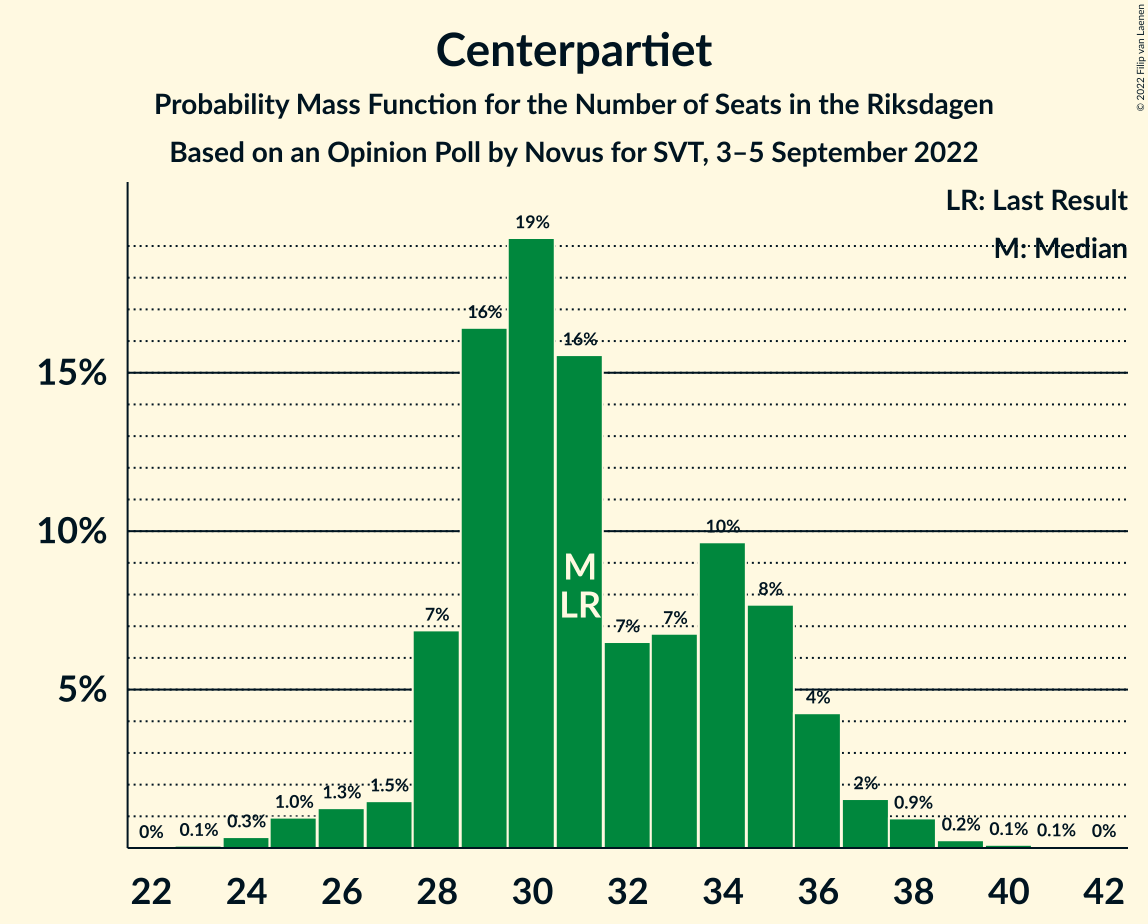 © 2022 Filip van Laenen
Centerpartiet
Probability Mass Function for the Number of Seats in the Riksdagen
Based on an Opinion Poll by Novus for SVT, 3–5 September 2022
LR: Last Result
M: Median
15%
10%
5%
0%
0.1%
0.3%
1.0%
1.3%
1.5%
7%
16%
19%
16%
7%
7%
10%
8%
4%
2%
0.9%
0.2%
0.1%
0.1%
0%
M
LR
22 24 26 28 30 32 34 36 38 40 42